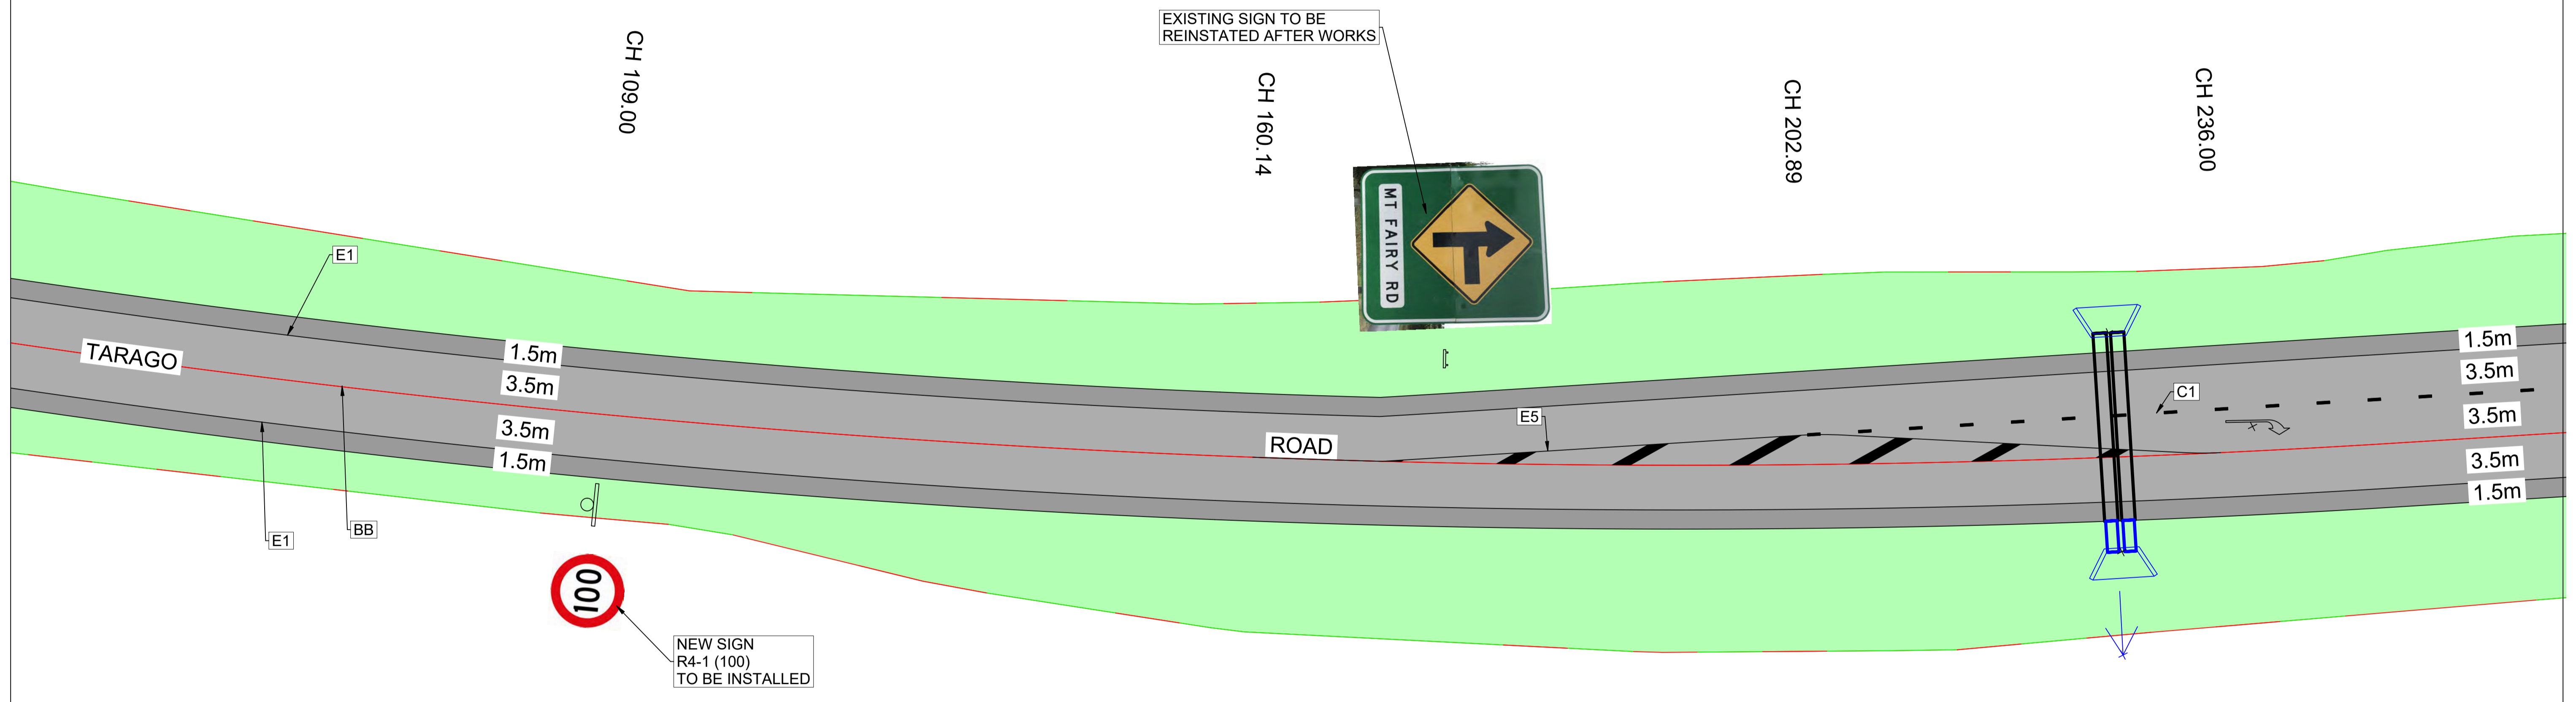 EXISTING SIGN TO BE
REINSTATED AFTER WORKS
CH 109.00
CH 160.14
CH 202.89
CH 236.00
MT FAIRY RD
E1
TARAGO
1.5m
3.5m
3.5m
1.5m
ROAD
E5
C1
1.5m
3.5m
3.5m
3.5m
1.5m
E1
BB
100
NEW SIGN
R4-1 (100)
TO BE INSTALLED